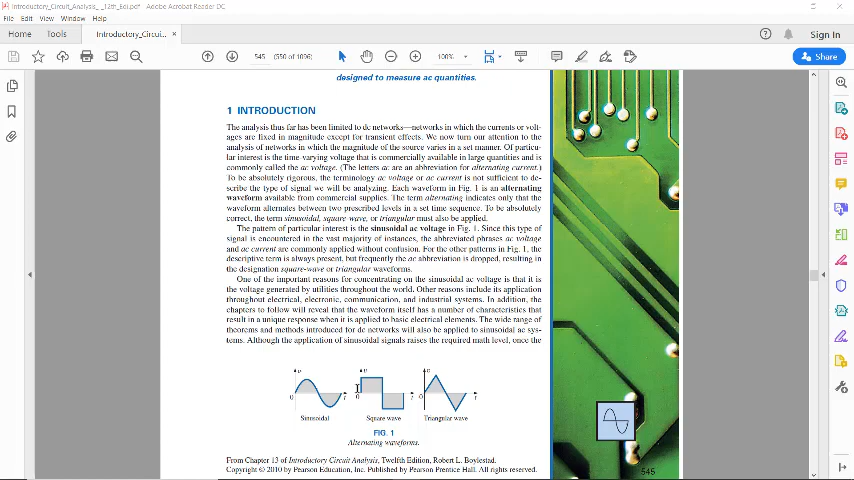 Introductory_Circuit_Analysis_ _12th_Edi.pdf - Adobe Acrobat Reader DC
File Edit View Window Help
Home Tools Introductory_Circui... × Sign In
545 (550 of 1096) 100% Share
designed to measure ac quantities.
1 INTRODUCTION
The analysis thus far has been limited to dc networks—networks in which the currents or volt-
ages are fixed in magnitude except for transient effects. We now turn our attention to the
analysis of networks in which the magnitude of the source varies in a set manner. Of particu-
lar interest is the time-varying voltage that is commercially available in large quantities and is
commonly called the ac voltage. (The letters ac are an abbreviation for alternating current.)
To be absolutely rigorous, the terminology ac voltage or ac current is not sufficient to de-
scribe the type of signal we will be analyzing. Each waveform in Fig. 1 is an alternating
waveform available from commercial supplies. The term alternating indicates only that the
waveform alternates between two prescribed levels in a set time sequence. To be absolutely
correct, the term sinusoidal, square-wave, or triangular must also be applied.
The pattern of particular interest is the sinusoidal ac voltage in Fig. 1. Since this type of
signal is encountered in the vast majority of instances, the abbreviated phrases ac voltage
and ac current are commonly applied without confusion. For the other patterns in Fig. 1, the
descriptive term is always present, but frequently the ac abbreviation is dropped, resulting in
the designation square-wave or triangular waveforms.
One of the important reasons for concentrating on the sinusoidal ac voltage is that it is
the voltage generated by utilities throughout the world. Other reasons include its application
throughout electrical, electronic, communication, and industrial systems. In addition, the
chapters to follow will reveal that the waveform itself has a number of characteristics that
result in a unique response when it is applied to basic electrical elements. The wide range of
theorems and methods introduced for dc networks will also be applied to sinusoidal ac sys-
tems. Although the application of sinusoidal signals raises the required math level, once the
υ υ υ
0 t 0 t 0 t
Sinusoidal Square wave Triangular wave
FIG. 1
Alternating waveforms.
From Chapter 13 of Introductory Circuit Analysis, Twelfth Edition, Robert L. Boylestad.
Copyright © 2010 by Pearson Education, Inc. Published by Pearson Prentice Hall. All rights reserved.
545